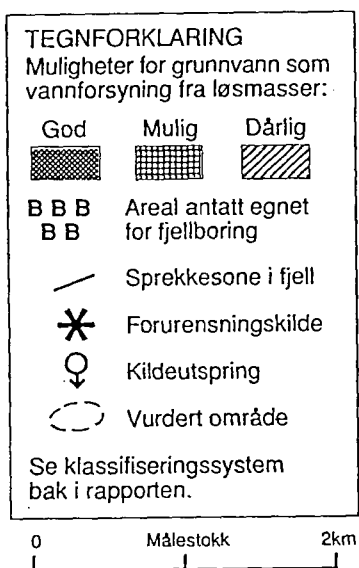 TEGNFORKLARING
Muligheter for grunnvann som
vannforsyning fra løsmasser:
God Mulig Dårlig
B B B Areal antatt egnet
B B for fjellboring
Sprekkesone i fjell
Forurensningskilde
Kildeutspring
Vurdert område
Se klassifiseringssystem
bak i rapporten.
0 Målestokk 2km